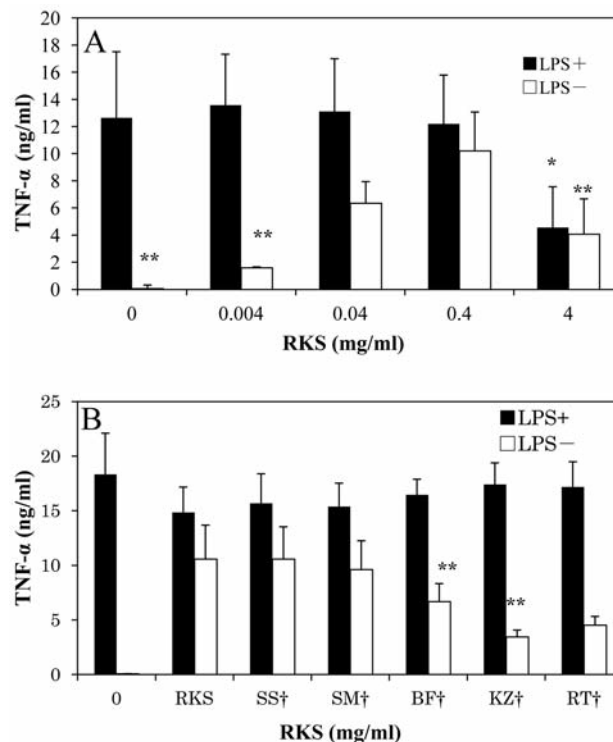 A
20
18
16
14
12
10
8
6
4
2
0
TNF-α (ng/ml)
LPS+
LPS−
**
**
*
**
0 0.004 0.04 0.4 4
RKS (mg/ml)
B
25
20
15
10
5
0
TNF-α (ng/ml)
LPS+
LPS−
**
**
0 RKS SS† SM† BF† KZ† RT†
RKS (mg/ml)